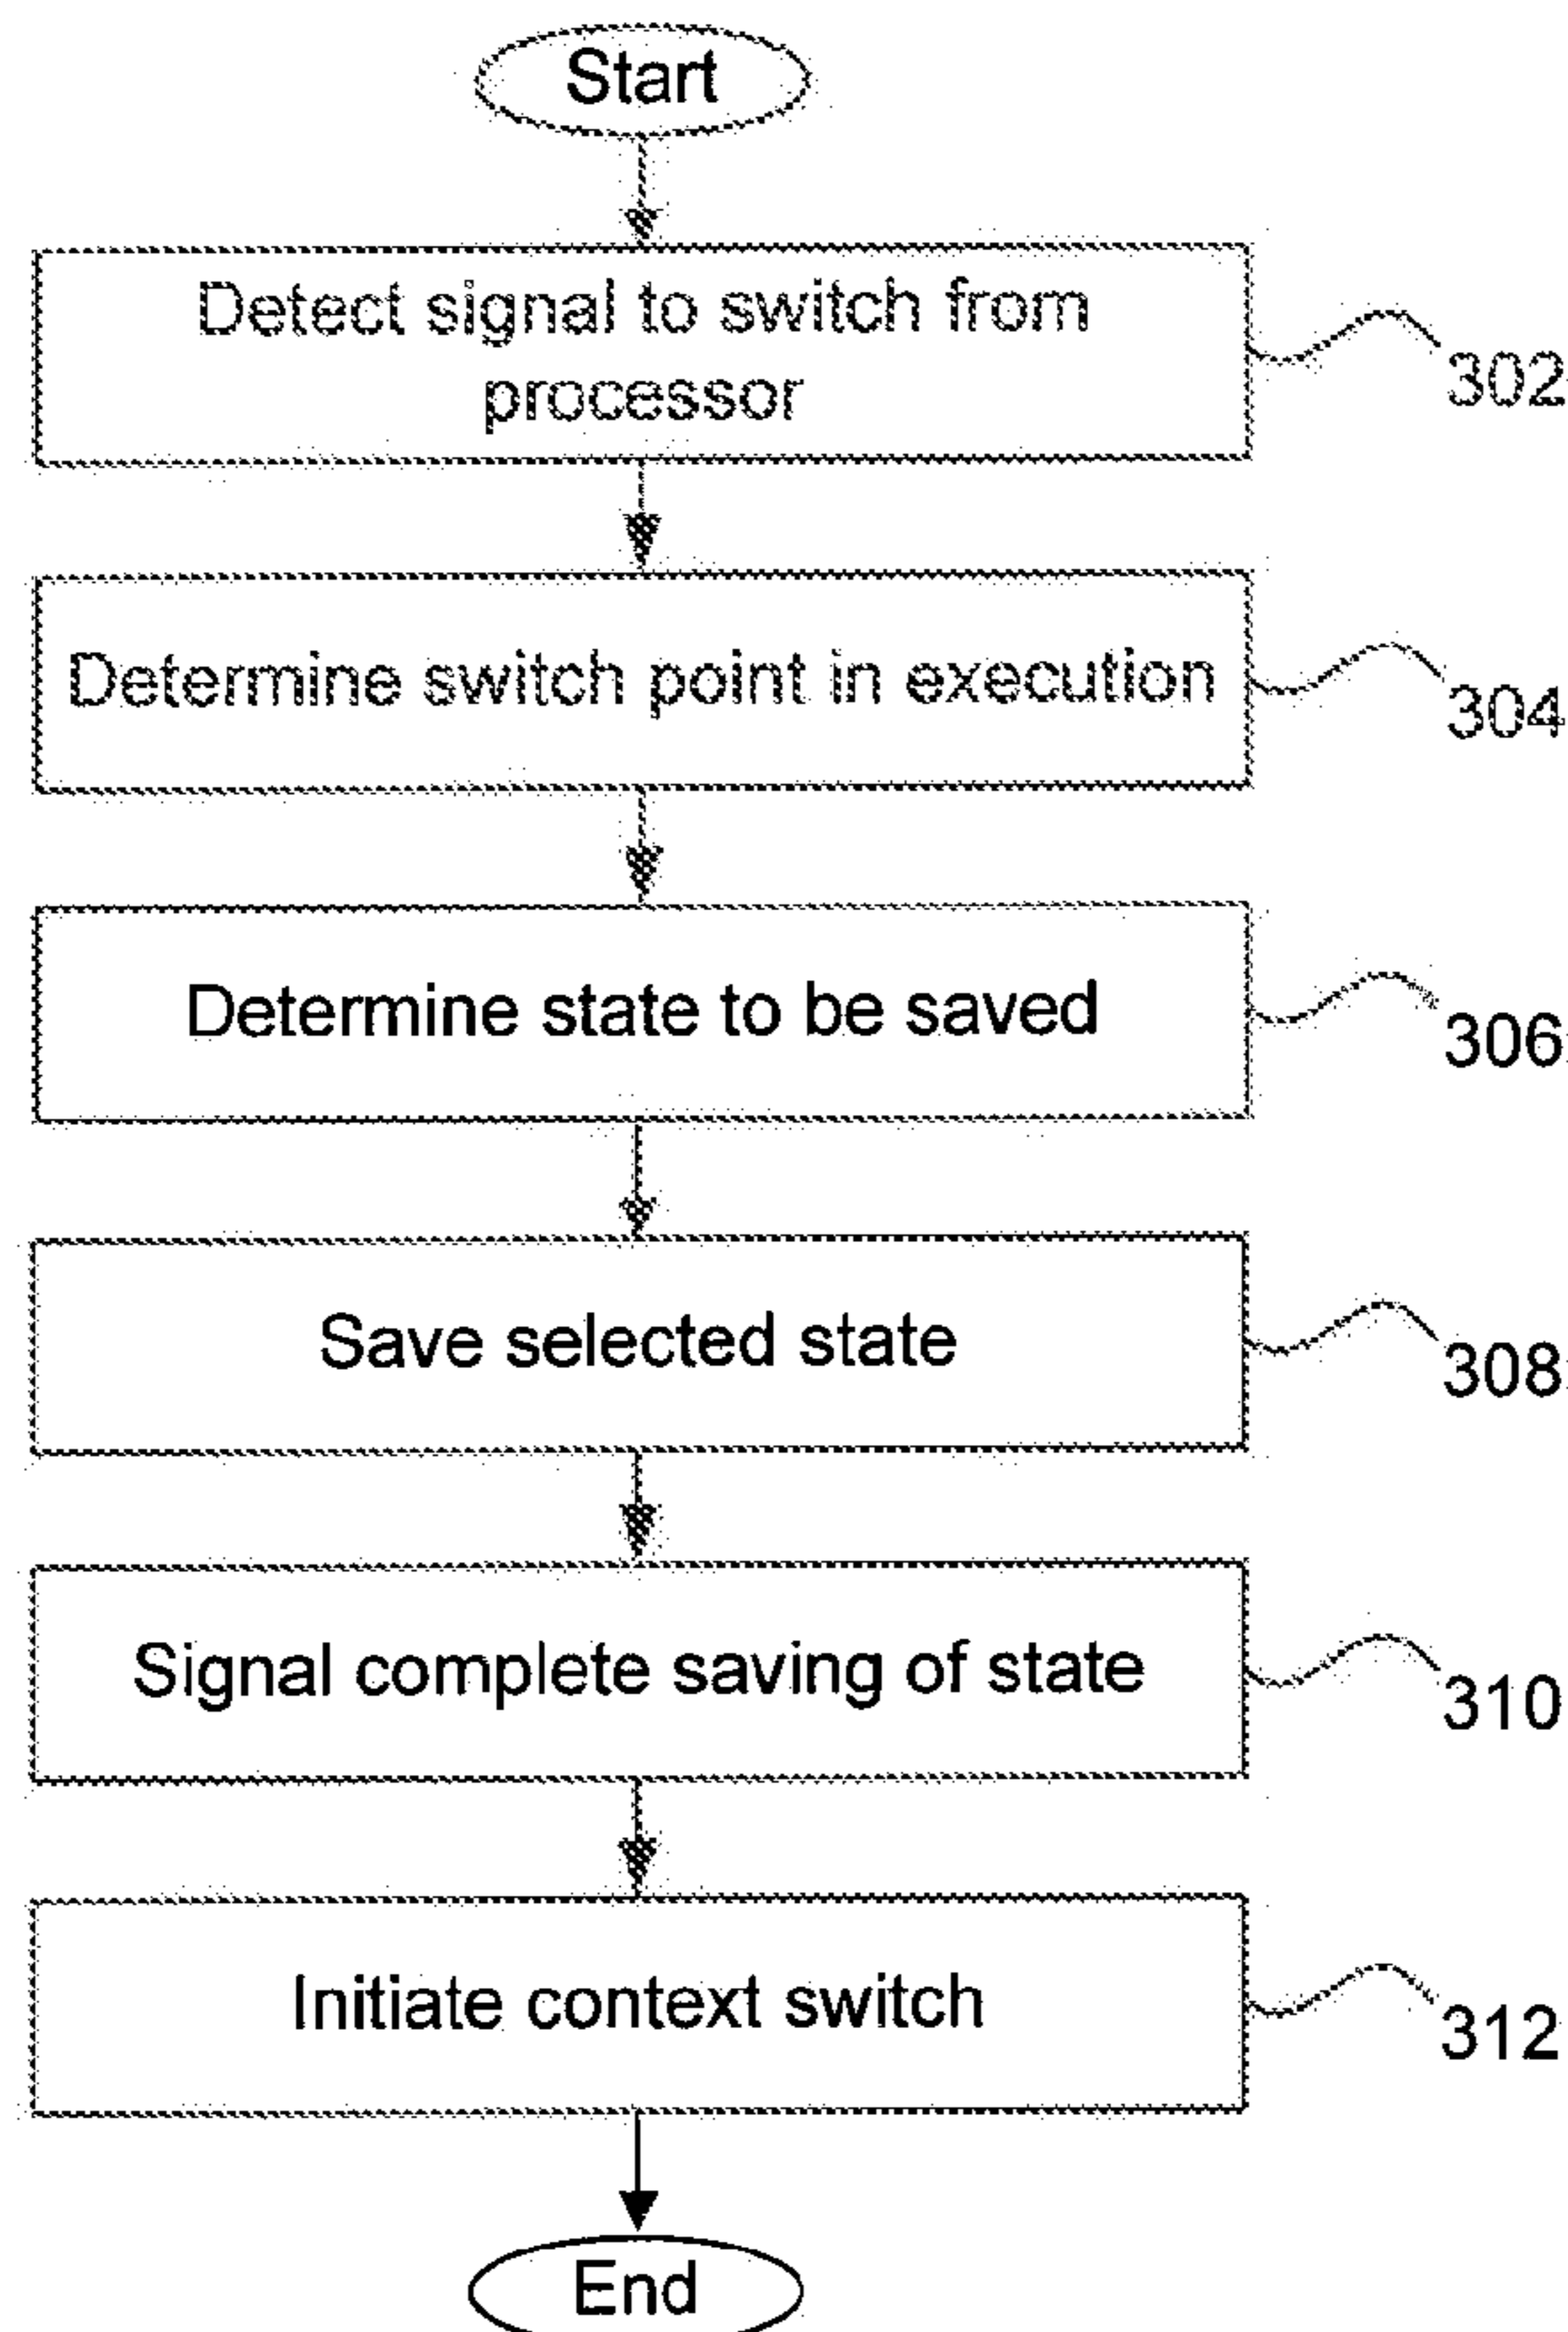 Start
Detect signal to switch from
processor
302
Determine switch point in execution
304
Determine state to be saved
306
Save selected state
308
Signal complete saving of state
310
Initiate context switch
312
End